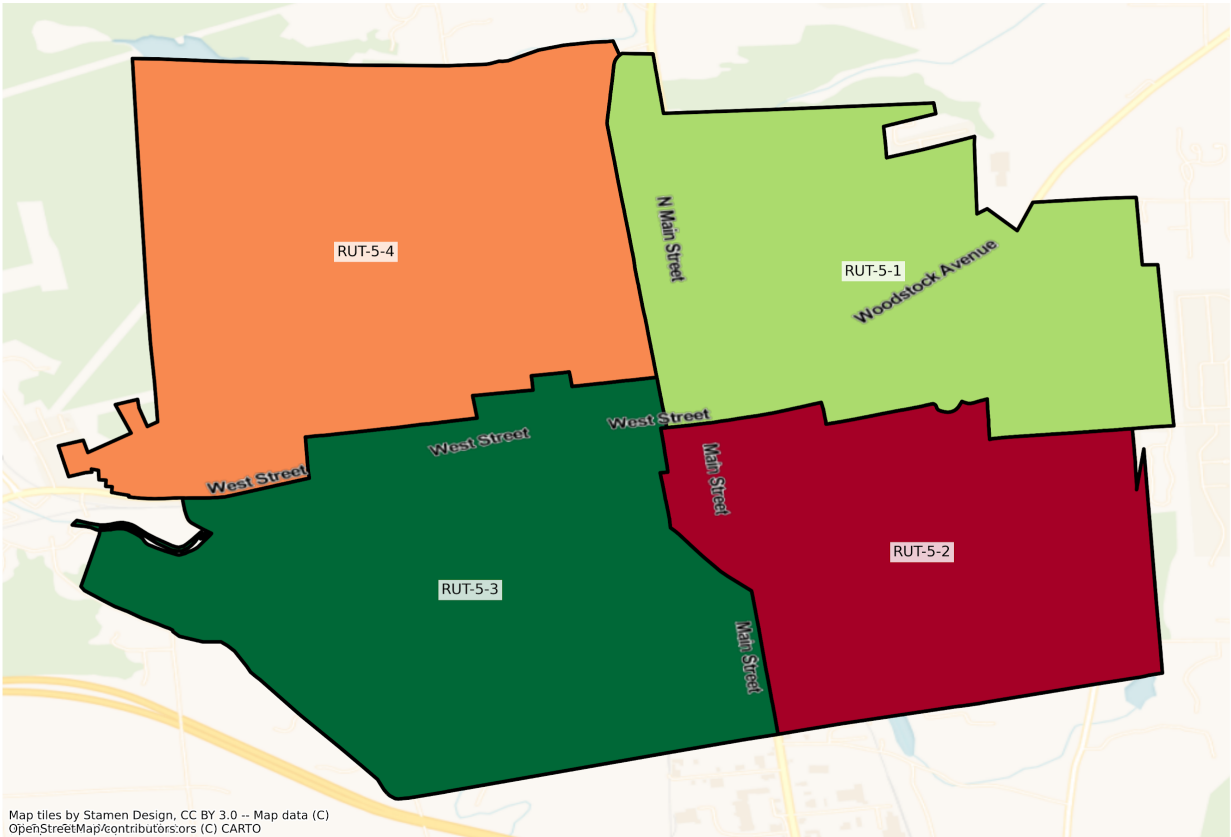 N Main Street
RUT-5-4
RUT-5-1
Woodstock Avenue
West Street
West Street
West Street
Main Street
RUT-5-2
RUT-5-3
Main Street
Map tiles by Stamen Design, CC BY 3.0 -- Map data (C)
OpenStreetMap contributors (C) CARTO